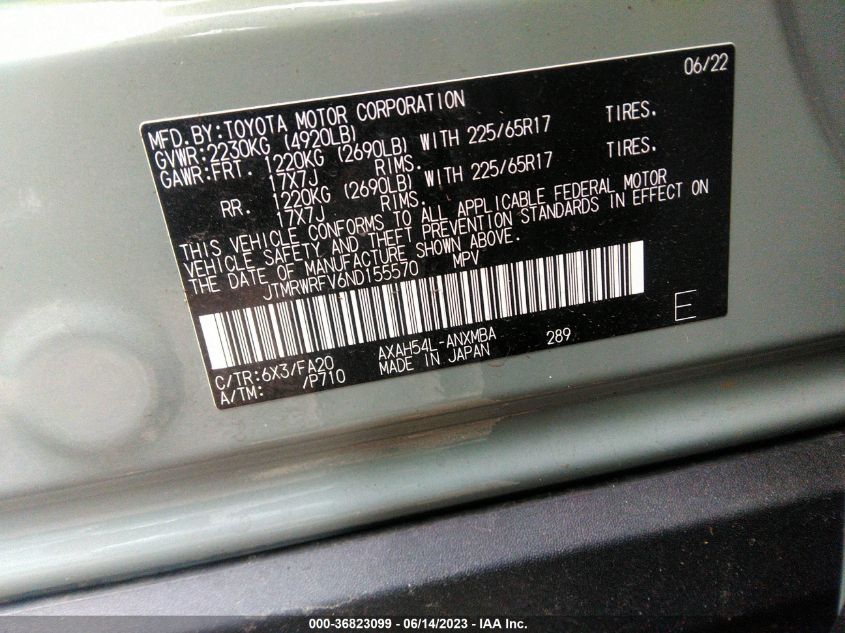 06/22
MFD.BY:TOYOTA MOTOR CORPORATION
GVWR:2230KG (4920LB)
GAWR:FRT. 1220KG (2690LB) WITH 225/65R17 TIRES.
17X7J RIMS.
RR. 1220KG (2690LB) WITH 225/65R17 TIRES.
17X7J RIMS.
THIS VEHICLE CONFORMS TO ALL APPLICABLE FEDERAL MOTOR
VEHICLE SAFETY AND THEFT PREVENTION STANDARDS IN EFFECT ON
THE DATE OF MANUFACTURE SHOWN ABOVE.
JTMRWRFV6ND155570 MPV
C/TR:6X3/FA20 AXAH54L-ANXMBA 289 E
A/TM: /P710 MADE IN JAPAN
000-36823099 - 06/14/2023 - IAA Inc.